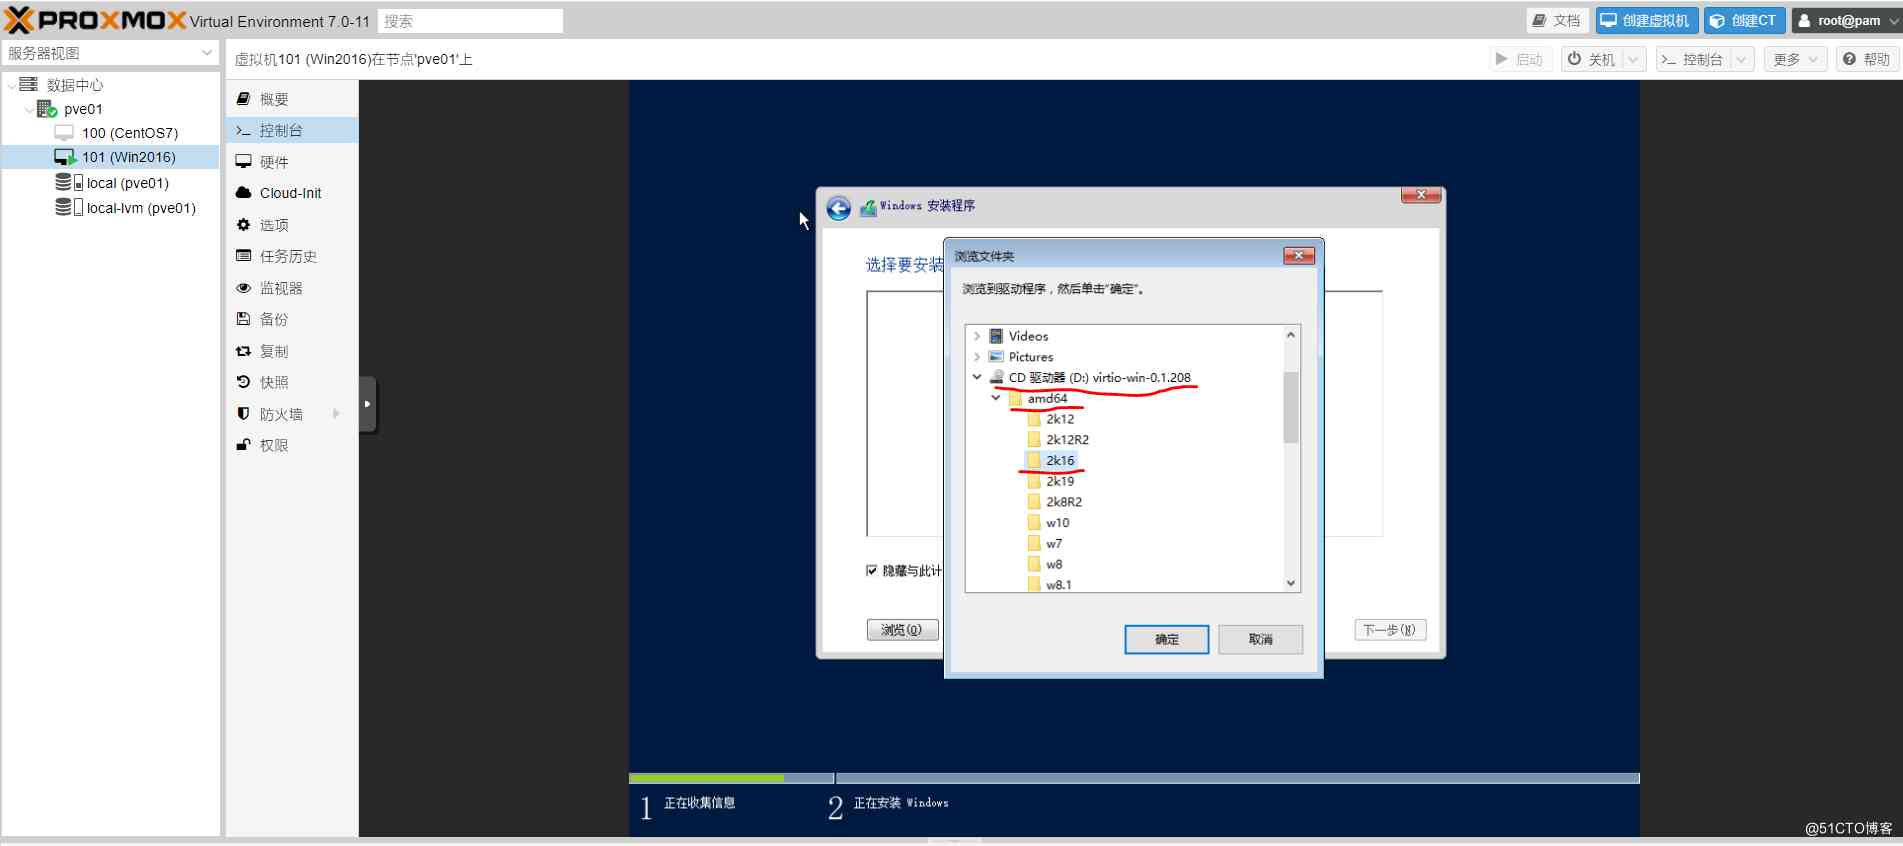 PROXMOX Virtual Environment 7.0-11 搜索 文档 创建虚拟机 创建CT root@pam
服务器视图
虚拟机101 (Win2016)在节点'pve01'上 启动 关机 控制台 更多 帮助
数据中心
pve01
100 (CentOS7)
101 (Win2016)
local (pve01)
local-lvm (pve01)
概要
控制台
硬件
Cloud-Init
选项
任务历史
监视器
备份
复制
快照
防火墙
权限
Windows 安装程序
选择要安装
浏览文件夹
浏览到驱动程序，然后单击"确定"。
Videos
Pictures
CD 驱动器 (D:) virtio-win-0.1.208
amd64
2k12
2k12R2
2k16
2k19
2k8R2
w10
w7
w8
w8.1
隐藏与此计
浏览(O) 确定 取消 下一步(N)
1 正在收集信息 2 正在安装 Windows
@51CTO博客